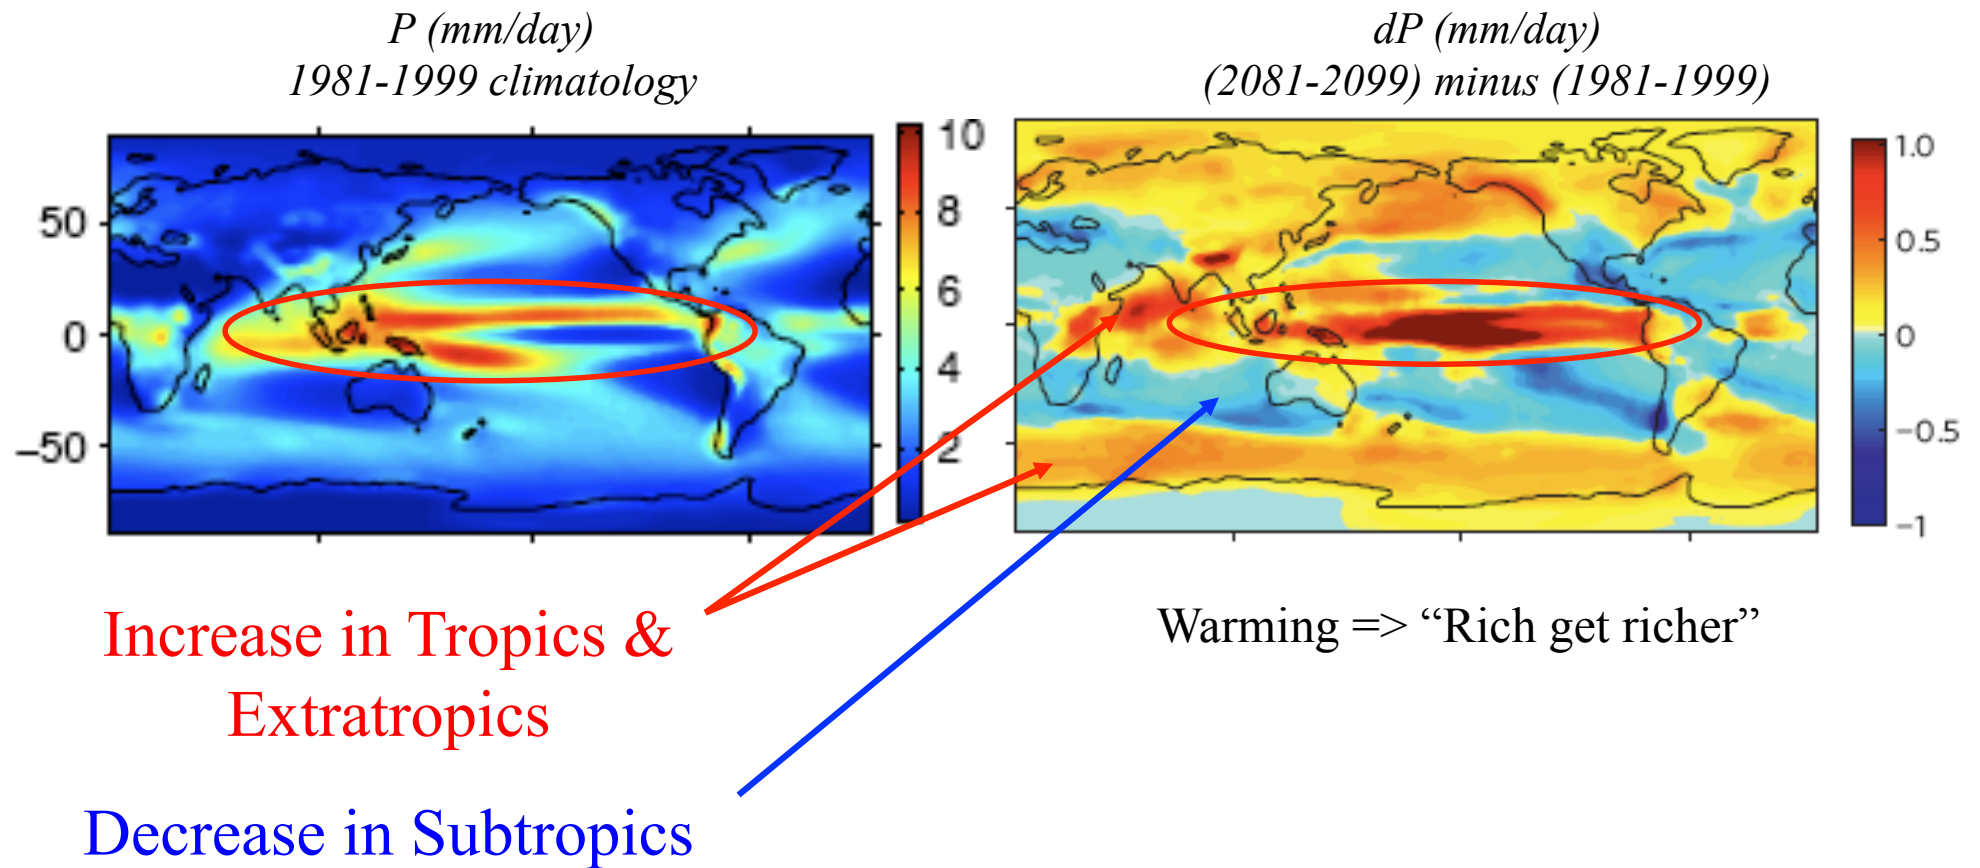 P (mm/day)
1981-1999 climatology
dP (mm/day)
(2081-2099) minus (1981-1999)
50
0
−50
10
8
6
4
2
1.0
0.5
0
−0.5
−1
Increase in Tropics &
Extratropics
Warming => “Rich get richer”
Decrease in Subtropics